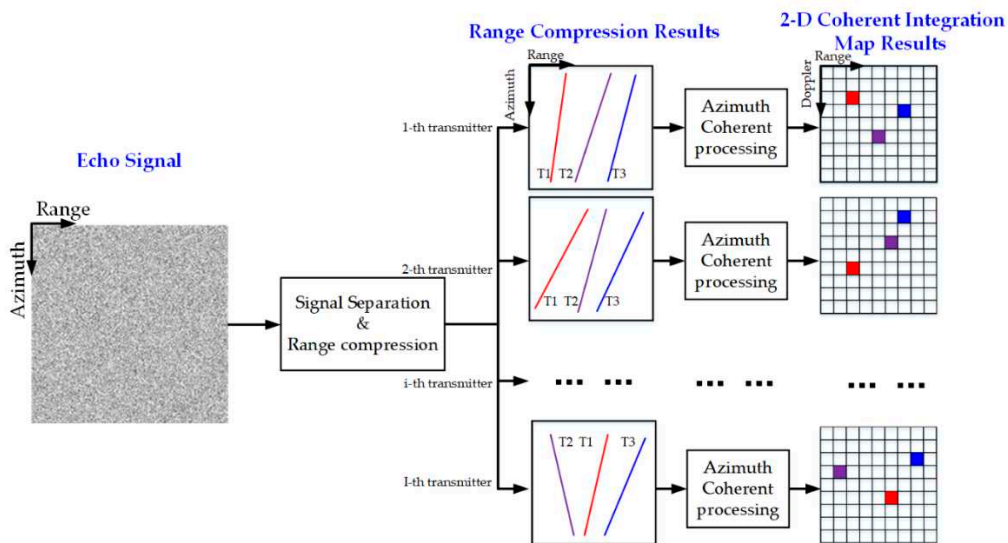 Range Compression Results
2-D Coherent Integration
Map Results
Echo Signal
Range
Azimuth
Signal Separation
&
Range compression
1-th transmitter
Range
Azimuth
T1 T2 T3
Azimuth
Coherent
processing
Range
Doppler
2-th transmitter
T1 T2 T3
Azimuth
Coherent
processing
i-th transmitter
... ... ... ... ... ...
I-th transmitter
T2 T1 T3
Azimuth
Coherent
processing